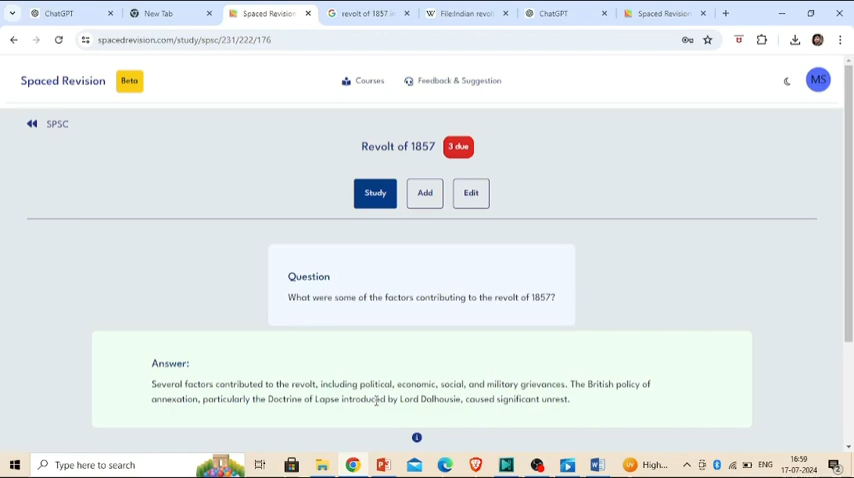 ChatGPT
New Tab
Spaced Revision
revolt of 1857 in
File:Indian revol
ChatGPT
Spaced Revision
spacedrevision.com/study/spsc/231/222/176
Spaced Revision
Beta
Courses
Feedback & Suggestion
MS
SPSC
Revolt of 1857
3 due
Study
Add
Edit
Question
What were some of the factors contributing to the revolt of 1857?
Answer:
Several factors contributed to the revolt, including political, economic, social, and military grievances. The British policy of
annexation, particularly the Doctrine of Lapse introduced by Lord Dalhousie, caused significant unrest.
Type here to search
High...
ENG
16:59
17-07-2024
2